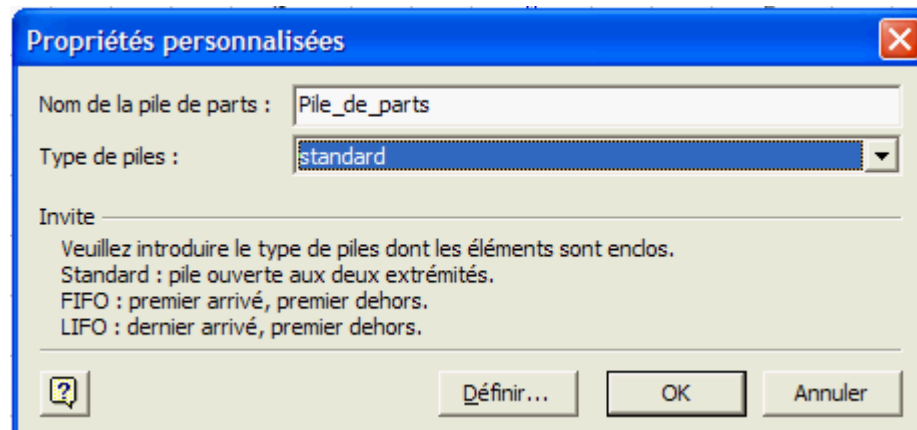 Propriétés personnalisées
Nom de la pile de parts : Pile_de_parts
Type de piles : standard
Invite
Veuillez introduire le type de piles dont les éléments sont enclos.
Standard : pile ouverte aux deux extrémités.
FIFO : premier arrivé, premier dehors.
LIFO : dernier arrivé, premier dehors.
Définir... OK Annuler